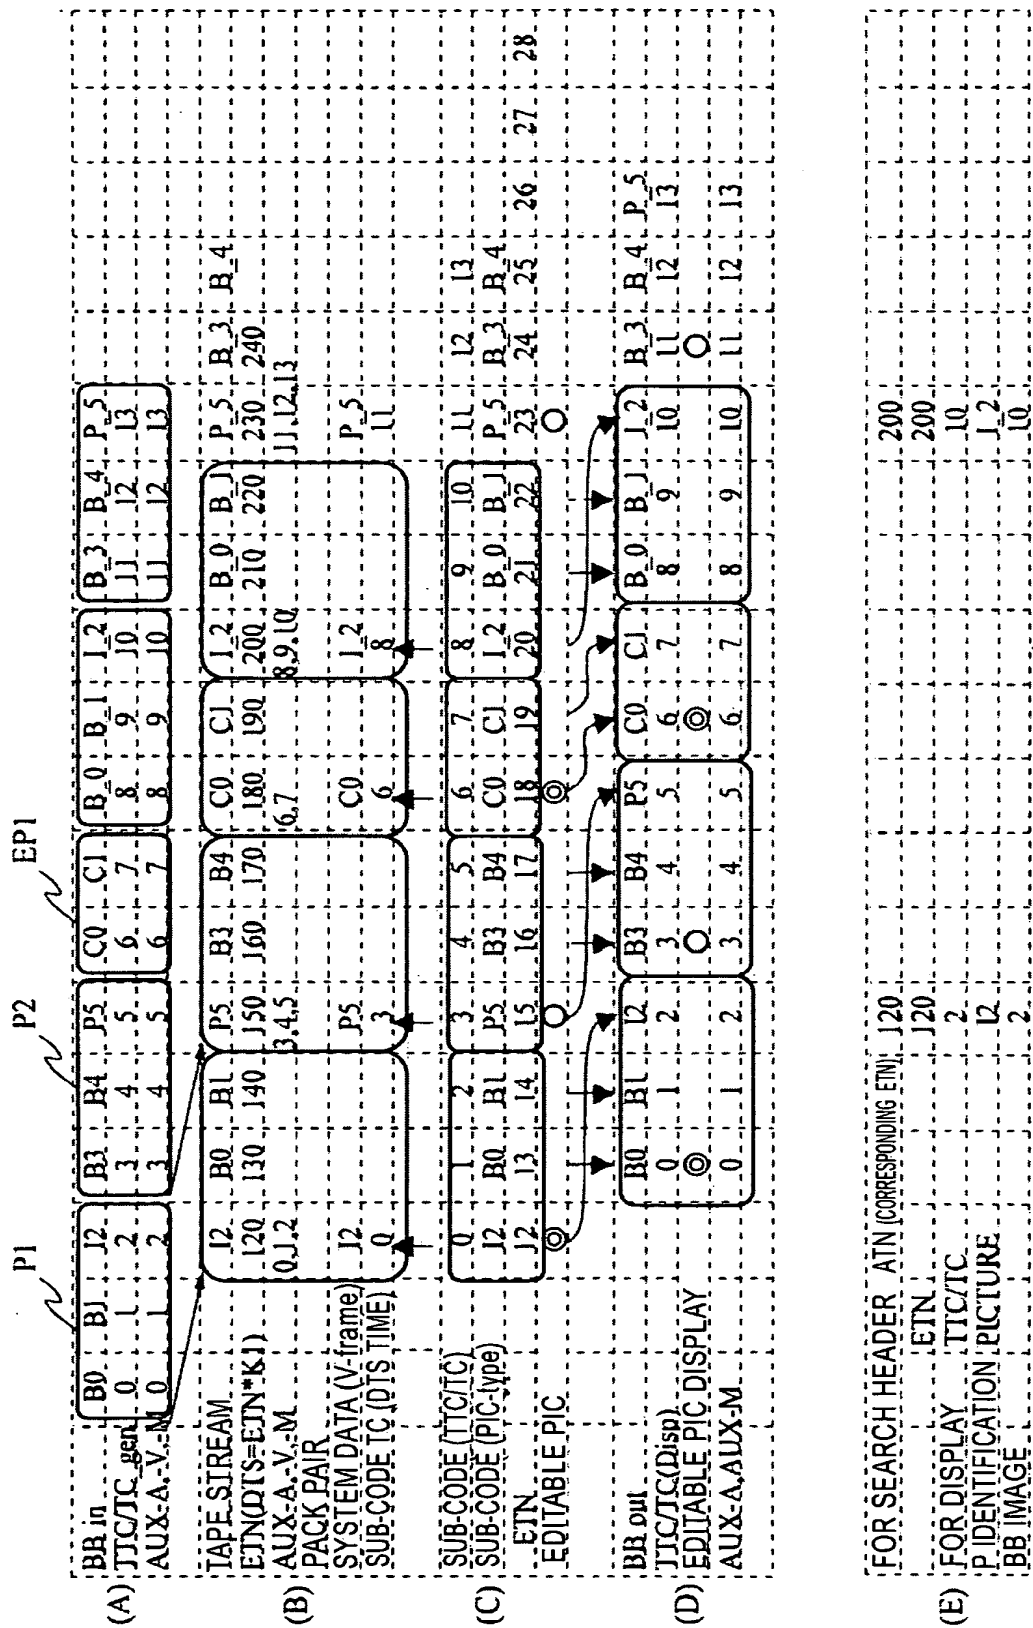 P1 P2 EP1
(A)
BB in B0 B1 I2 B3 B4 P5 C0 C1 B_0 B_1 I_2 B_3 B_4 P_5
TTC/TC_gen 0 1 2 3 4 5 6 7 8 9 10 11 12 13
AUX-A,-V,-M 0 1 2 3 4 5 6 7 8 9 10 11 12 13
(B)
TAPE STREAM I2 B0 B1 P5 B3 B4 C0 C1 I_2 B_0 B_1 P_5 B_3 B_4
ETN(DTS=ETN*K1) 120 130 140 150 160 170 180 190 200 210 220 230 240
AUX-A,-V,-M 0,1,2 3,4,5 6,7 8,9,10 11,12,13
PACK PAIR
SYSTEM DATA (V-frame) I2 P5 C0 I_2 P_5
SUB-CODE TC (DTS TIME) 0 3 6 8 11
(C)
SUB-CODE (TTC/TC) 0 1 2 3 4 5 6 7 8 9 10 11 12 13
SUB-CODE (PIC-type) I2 B0 B1 P5 B3 B4 C0 C1 I_2 B_0 B_1 P_5 B_3 B_4
ETN 12 13 14 15 16 17 18 19 20 21 22 23 24 25 26 27 28
EDITABLE PIC ◎ ○ ◎ ○
(D)
BB out B0 B1 I2 B3 B4 P5 C0 C1 B_0 B_1 I_2 B_3 B_4 P_5
TTC/TC(Disp) 0 1 2 3 4 5 6 7 8 9 10 11 12 13
EDITABLE PIC DISPLAY ◎ ○ ◎ ○
AUX-A,AUX-M 0 1 2 3 4 5 6 7 8 9 10 11 12 13
(E)
FOR SEARCH HEADER ATN (CORRESPONDING ETN) 120 200
ETN 120 200
FOR DISPLAY TTC/TC 2 10
P IDENTIFICATION PICTURE I2 I_2
BB IMAGE 2 10